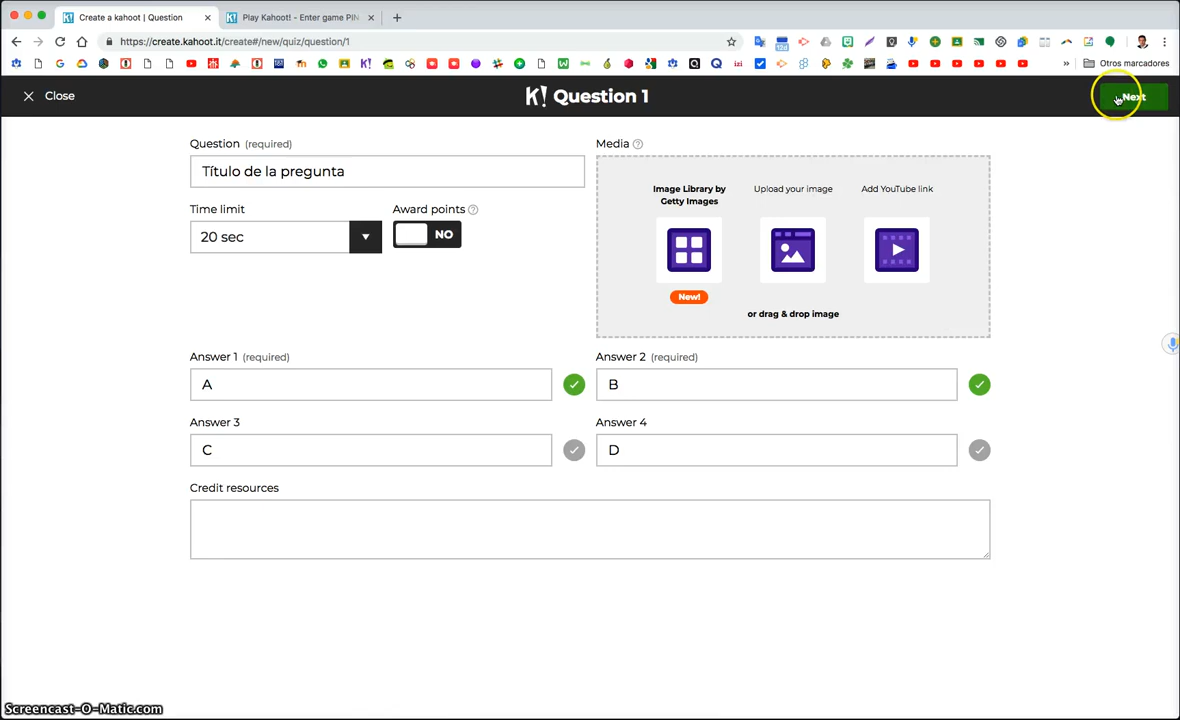 Create a kahoot | Question
Play Kahoot! - Enter game PIN
https://create.kahoot.it/create#/new/quiz/question/1
Otros marcadores
Close
K! Question 1
Next
Question (required)
Título de la pregunta
Time limit
20 sec
Award points
NO
Media
Image Library by
Getty Images
Upload your image
Add YouTube link
New!
or drag & drop image
Answer 1 (required)
A
Answer 2 (required)
B
Answer 3
C
Answer 4
D
Credit resources
Screencast-O-Matic.com